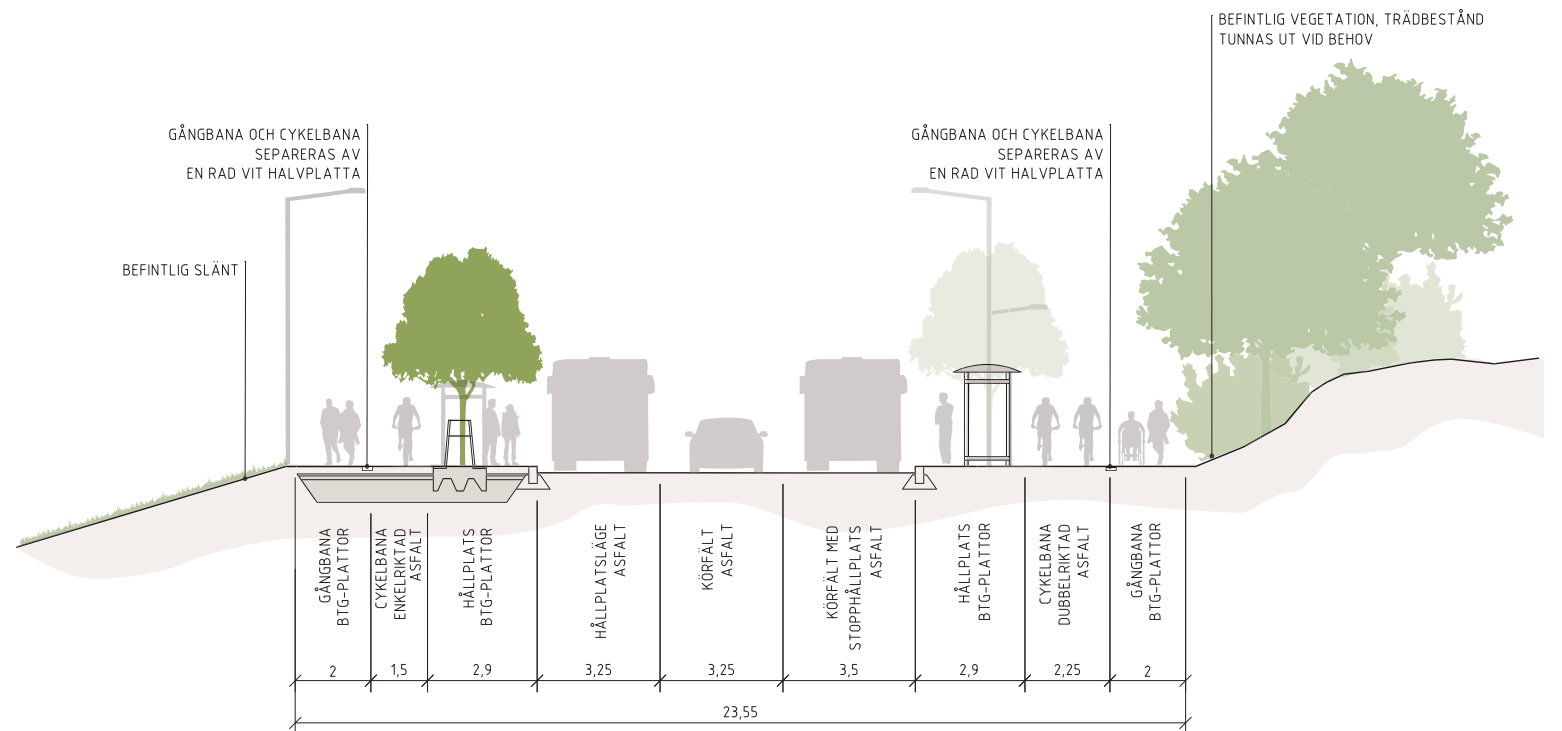 BEFINTLIG VEGETATION, TRÄDBESTÅND
TUNNAS UT VID BEHOV
GÅNGBANA OCH CYKELBANA
SEPARERAS AV
EN RAD VIT HALVPLATTA
GÅNGBANA OCH CYKELBANA
SEPARERAS AV
EN RAD VIT HALVPLATTA
BEFINTLIG SLÄNT
GÅNGBANA
BTG-PLATTOR
CYKELBANA
ENKELRIKTAD
ASFALT
HÅLLPLATS
BTG-PLATTOR
HÅLLPLATSLÄGE
ASFALT
KÖRFÄLT
ASFALT
KÖRFÄLT MED
STOPPHÅLLPLATS
ASFALT
HÅLLPLATS
BTG-PLATTOR
CYKELBANA
DUBBELRIKTAD
ASFALT
GÅNGBANA
BTG-PLATTOR
2
1,5
2,9
3,25
3,25
3,5
2,9
2,25
2
23,55